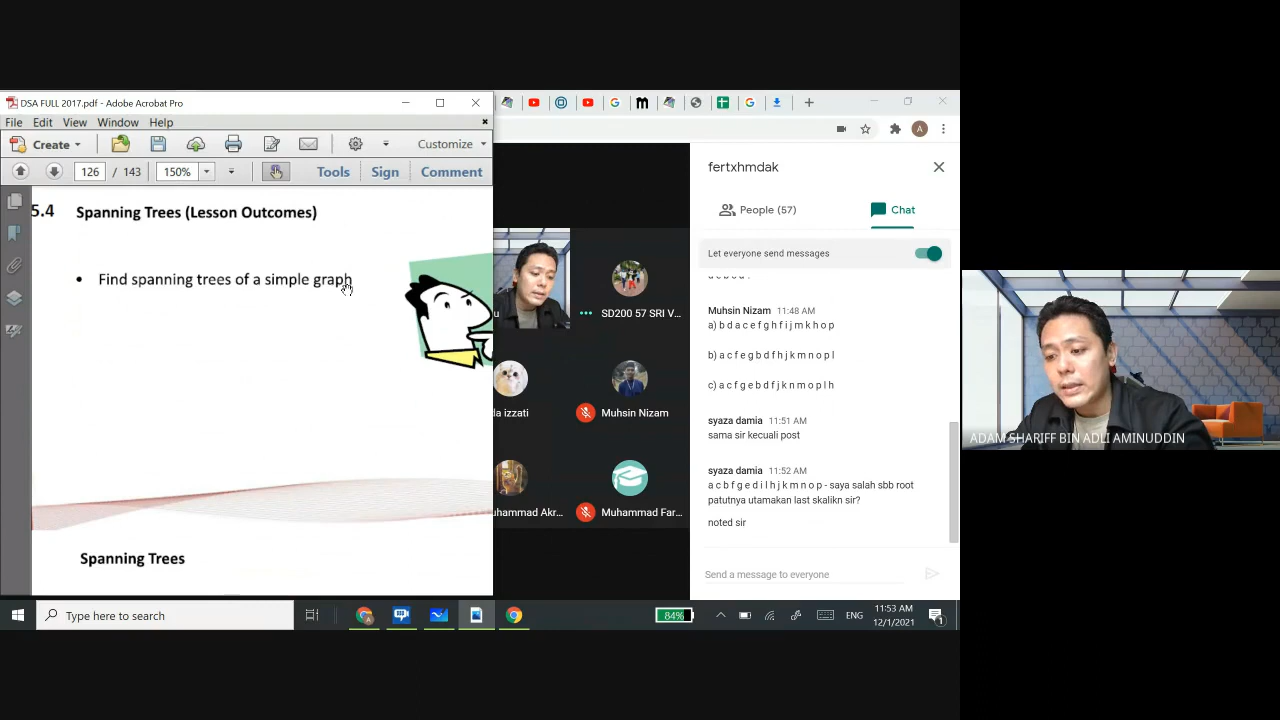 DSA FULL 2017.pdf - Adobe Acrobat Pro
File Edit View Window Help
Create
Customize
126 / 143 150%
Tools Sign Comment
5.4 Spanning Trees (Lesson Outcomes)
• Find spanning trees of a simple graph
Spanning Trees
A
SD200 57 SRI V...
da izzati
Muhsin Nizam
uhammad Akr...
Muhammad Far...
fertxhmdak
People (57)
Chat
Let everyone send messages
Muhsin Nizam 11:48 AM
a) b d a c e f g h f i j m k h o p
b) a c f e g b d f h j k m n o p l
c) a c f g e b d f j k n m o p l h
syaza damia 11:51 AM
sama sir kecuali post
syaza damia 11:52 AM
a c b f g e d i l h j k m n o p - saya salah sbb root
patutnya utamakan last skalikn sir?
noted sir
Send a message to everyone
ADAM SHARIFF BIN ADLI AMINUDDIN
Type here to search
84%
ENG
11:53 AM
12/1/2021
1